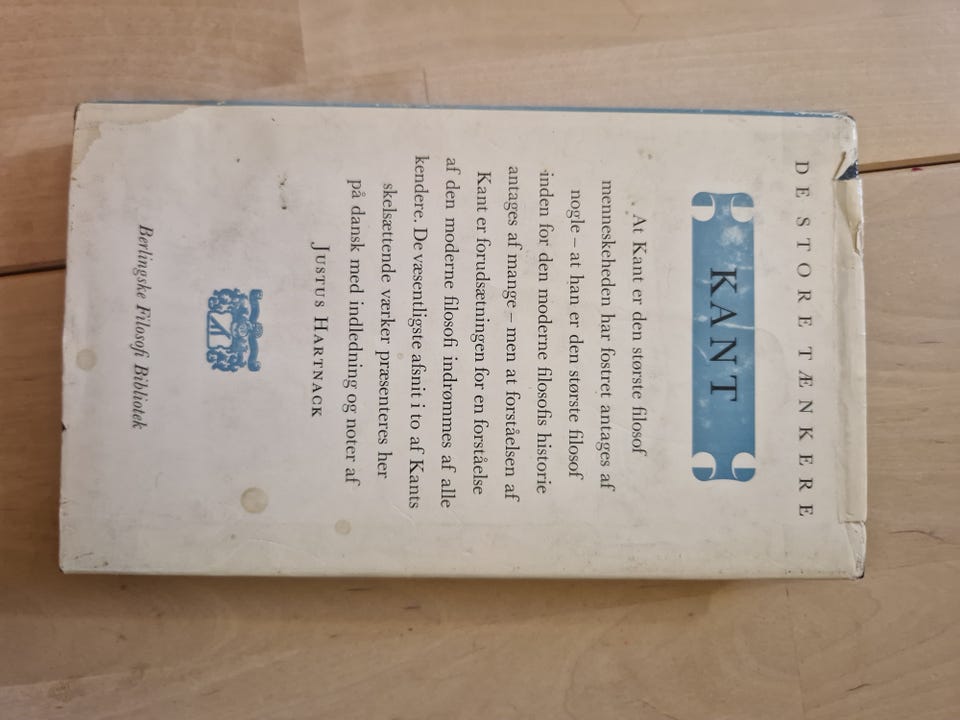 DE STORE TÆNKERE
KANT
At Kant er den største filosof
menneskeheden har fostret antages af
nogle – at han er den største filosof
inden for den moderne filosofis historie
antages af mange – men at forståelsen af
Kant er forudsætningen for en forståelse
af den moderne filosofi indrømmes af alle
kendere. De væsentligste afsnit i to af Kants
skelsættende værker præsenteres her
på dansk med indledning og noter af
JUSTUS HARTNACK
Berlingske Filosofi Bibliotek